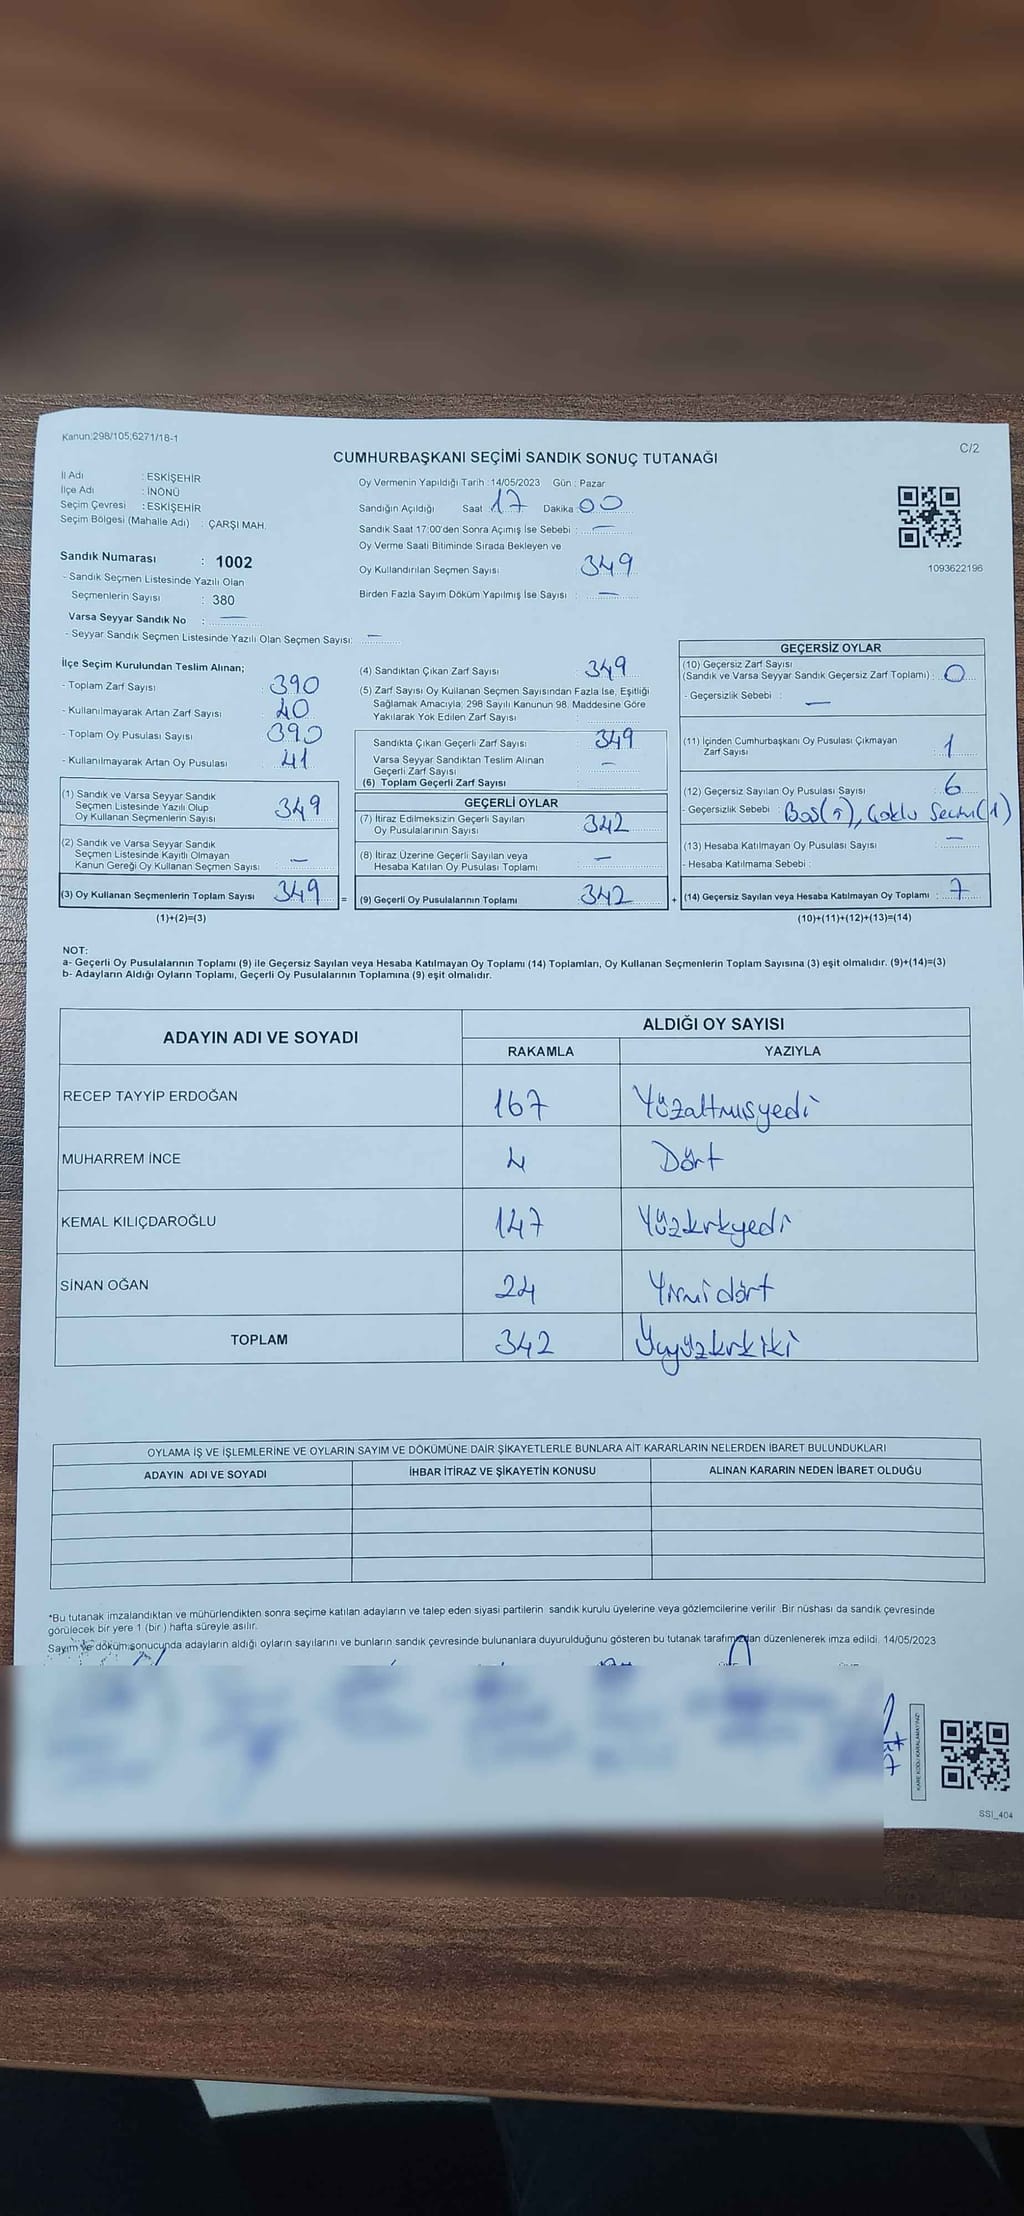 Kanun:298/105;6271/18-1
C/2
CUMHURBAŞKANI SEÇİMİ SANDIK SONUÇ TUTANAĞI
İl Adı : ESKİŞEHİR
İlçe Adı : İNÖNÜ
Seçim Çevresi : ESKİŞEHİR
Seçim Bölgesi (Mahalle Adı) : ÇARŞI MAH.
Sandık Numarası : 1002
- Sandık Seçmen Listesinde Yazılı Olan
Seçmenlerin Sayısı : 380
Varsa Seyyar Sandık No : —
- Seyyar Sandık Seçmen Listesinde Yazılı Olan Seçmen Sayısı: —
Oy Vermenin Yapıldığı Tarih :14/05/2023 Gün : Pazar
Sandığın Açıldığı Saat 17 Dakika 00
Sandık Saat 17:00'den Sonra Açımış İse Sebebi : —
Oy Verme Saati Bitiminde Sırada Bekleyen ve
Oy Kullandırılan Seçmen Sayısı : 349
Birden Fazla Sayım Döküm Yapılmış İse Sayısı : —
1093622196
İlçe Seçim Kurulundan Teslim Alınan;
- Toplam Zarf Sayısı : 390
- Kullanılmayarak Artan Zarf Sayısı : 40
- Toplam Oy Pusulası Sayısı : 390
- Kullanılmayarak Artan Oy Pusulası : 41
(1) Sandık ve Varsa Seyyar Sandık
Seçmen Listesinde Yazılı Olup
Oy Kullanan Seçmenlerin Sayısı : 349
(2) Sandık ve Varsa Seyyar Sandık
Seçmen Listesinde Kayıtlı Olmayan
Kanun Gereği Oy Kullanan Seçmen Sayısı : —
(3) Oy Kullanan Seçmenlerin Toplam Sayısı : 349
(1)+(2)=(3)
=
(4) Sandıktan Çıkan Zarf Sayısı : 349
(5) Zarf Sayısı Oy Kullanan Seçmen Sayısından Fazla İse, Eşitliği
Sağlamak Amacıyla; 298 Sayılı Kanunun 98. Maddesine Göre
Yakılarak Yok Edilen Zarf Sayısı :
Sandıkta Çıkan Geçerli Zarf Sayısı : 349
Varsa Seyyar Sandıktan Teslim Alınan
Geçerli Zarf Sayısı : —
(6) Toplam Geçerli Zarf Sayısı :
GEÇERLİ OYLAR
(7) İtiraz Edilmeksizin Geçerli Sayılan
Oy Pusulalarının Sayısı : 342
(8) İtiraz Üzerine Geçerli Sayılan veya
Hesaba Katılan Oy Pusulası Toplamı : —
(9) Geçerli Oy Pusulalarının Toplamı : 342
+
GEÇERSİZ OYLAR
(10) Geçersiz Zarf Sayısı
(Sandık ve Varsa Seyyar Sandık Geçersiz Zarf Toplamı) : 0
- Geçersizlik Sebebi : —
(11) İçinden Cumhurbaşkanı Oy Pusulası Çıkmayan
Zarf Sayısı : 1
(12) Geçersiz Sayılan Oy Pusulası Sayısı : 6
- Geçersizlik Sebebi : Boş(5), Çoklu Seçim(1)
(13) Hesaba Katılmayan Oy Pusulası Sayısı : —
- Hesaba Katılmama Sebebi :
(14) Geçersiz Sayılan veya Hesaba Katılmayan Oy Toplamı : 7
(10)+(11)+(12)+(13)=(14)
NOT:
a- Geçerli Oy Pusulalarının Toplamı (9) ile Geçersiz Sayılan veya Hesaba Katılmayan Oy Toplamı (14) Toplamları, Oy Kullanan Seçmenlerin Toplam Sayısına (3) eşit olmalıdır. (9)+(14)=(3)
b- Adayların Aldığı Oyların Toplamı, Geçerli Oy Pusulalarının Toplamına (9) eşit olmalıdır.
ADAYIN ADI VE SOYADI ALDIĞI OY SAYISI
RAKAMLA YAZIYLA
RECEP TAYYİP ERDOĞAN 167 Yüzaltmışyedi
MUHARREM İNCE 4 Dört
KEMAL KILIÇDAROĞLU 147 Yüzkırkyedi
SİNAN OĞAN 24 Yirmidört
TOPLAM 342 Üçyüzkırkiki
OYLAMA İŞ VE İŞLEMLERİNE VE OYLARIN SAYIM VE DÖKÜMÜNE DAİR ŞİKAYETLERLE BUNLARA AİT KARARLARIN NELERDEN İBARET BULUNDUKLARI
ADAYIN ADI VE SOYADI İHBAR İTİRAZ VE ŞİKAYETİN KONUSU ALINAN KARARIN NEDEN İBARET OLDUĞU
*Bu tutanak imzalandıktan ve mühürlendikten sonra seçime katılan adayların ve talep eden siyasi partilerin sandık kurulu üyelerine veya gözlemcilerine verilir. Bir nüshası da sandık çevresinde
görülecek bir yere 1 (bir ) hafta süreyle asılır.
Sayım ve döküm sonucunda adayların aldığı oyların sayılarını ve bunların sandık çevresinde bulunanlara duyurulduğunu gösteren bu tutanak tarafımızdan düzenlenerek imza edildi. 14/05/2023
KARE KODU KARALAMAYINIZ!
SSI_404